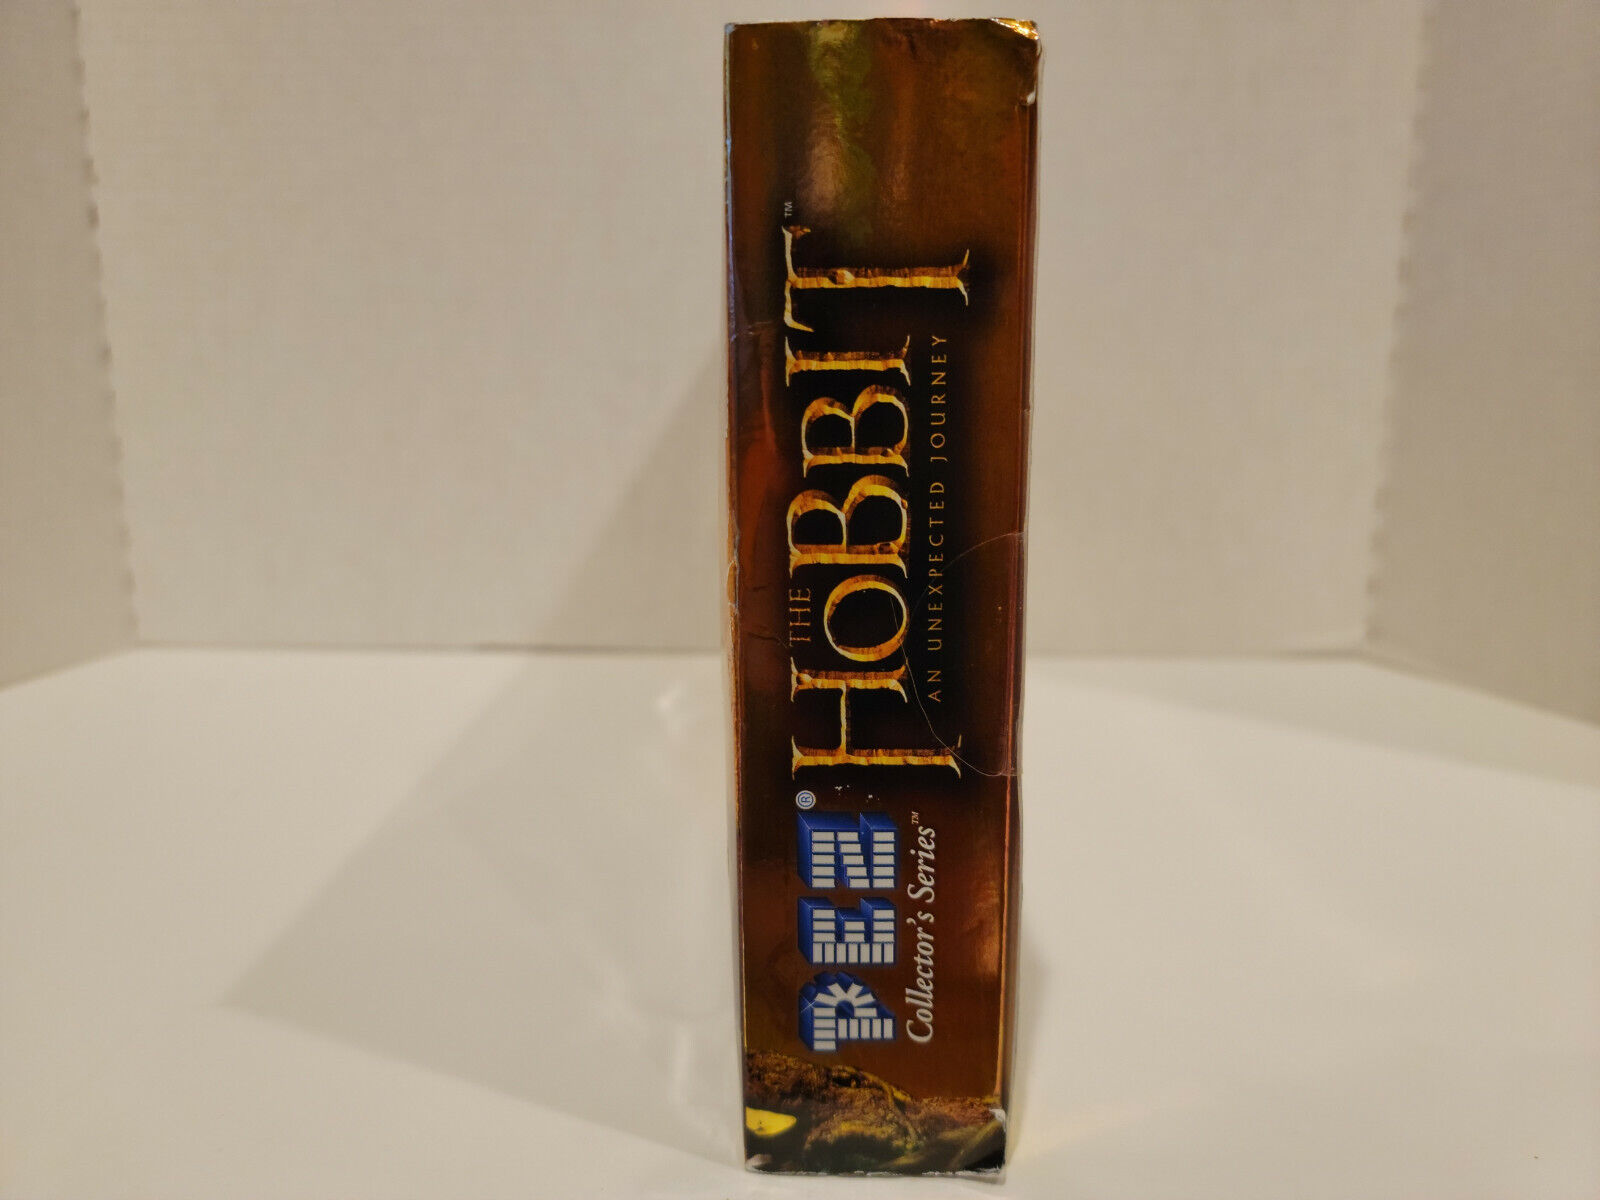 PEZ®
Collector's Series™
THE
HOBBIT™
AN UNEXPECTED JOURNEY